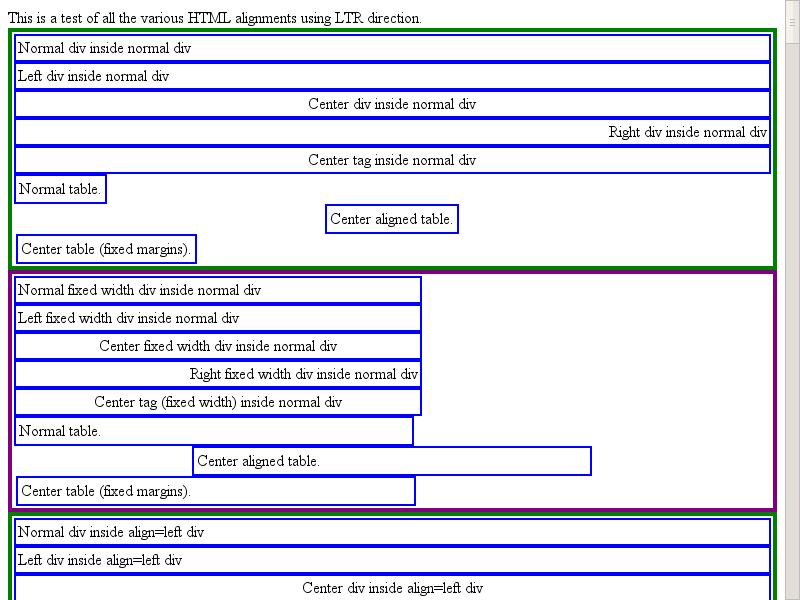 This is a test of all the various HTML alignments using LTR direction.
Normal div inside normal div
Left div inside normal div
Center div inside normal div
Right div inside normal div
Center tag inside normal div
Normal table.
Center aligned table.
Center table (fixed margins).
Normal fixed width div inside normal div
Left fixed width div inside normal div
Center fixed width div inside normal div
Right fixed width div inside normal div
Center tag (fixed width) inside normal div
Normal table.
Center aligned table.
Center table (fixed margins).
Normal div inside align=left div
Left div inside align=left div
Center div inside align=left div